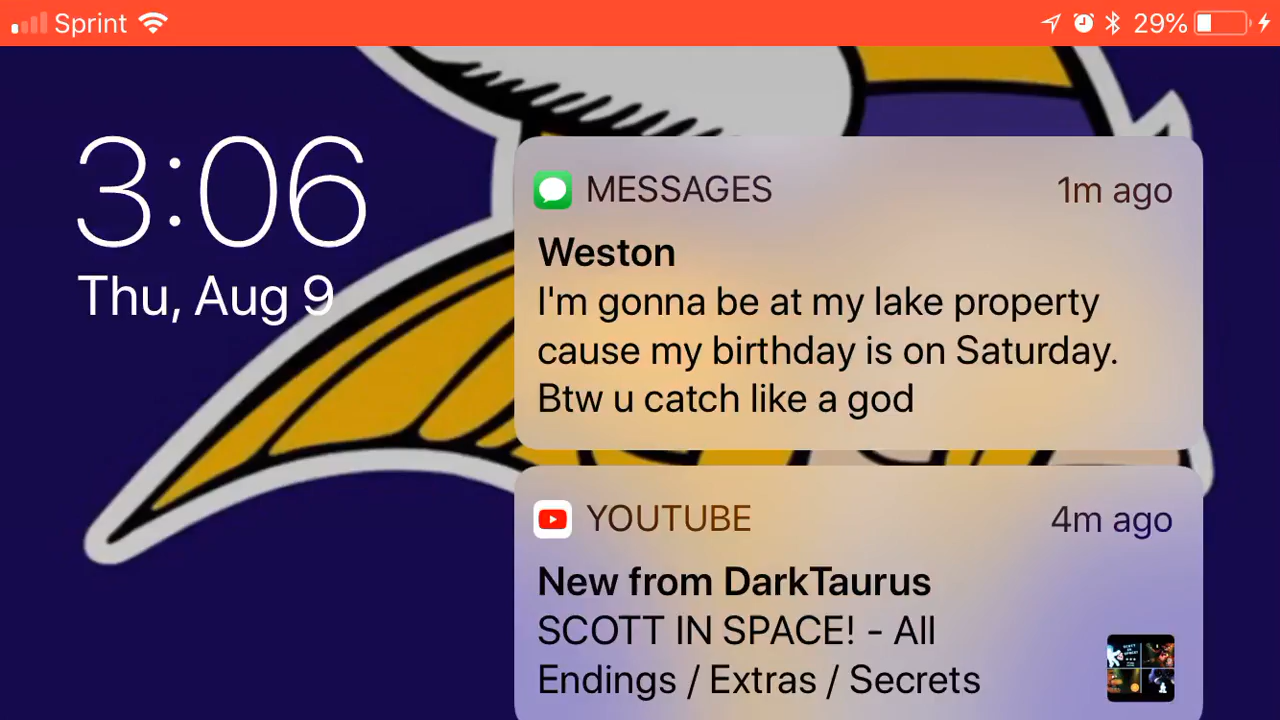 Sprint 29%
3:06
Thu, Aug 9
MESSAGES 1m ago
Weston
I'm gonna be at my lake property
cause my birthday is on Saturday.
Btw u catch like a god
YOUTUBE 4m ago
New from DarkTaurus
SCOTT IN SPACE! - All
Endings / Extras / Secrets